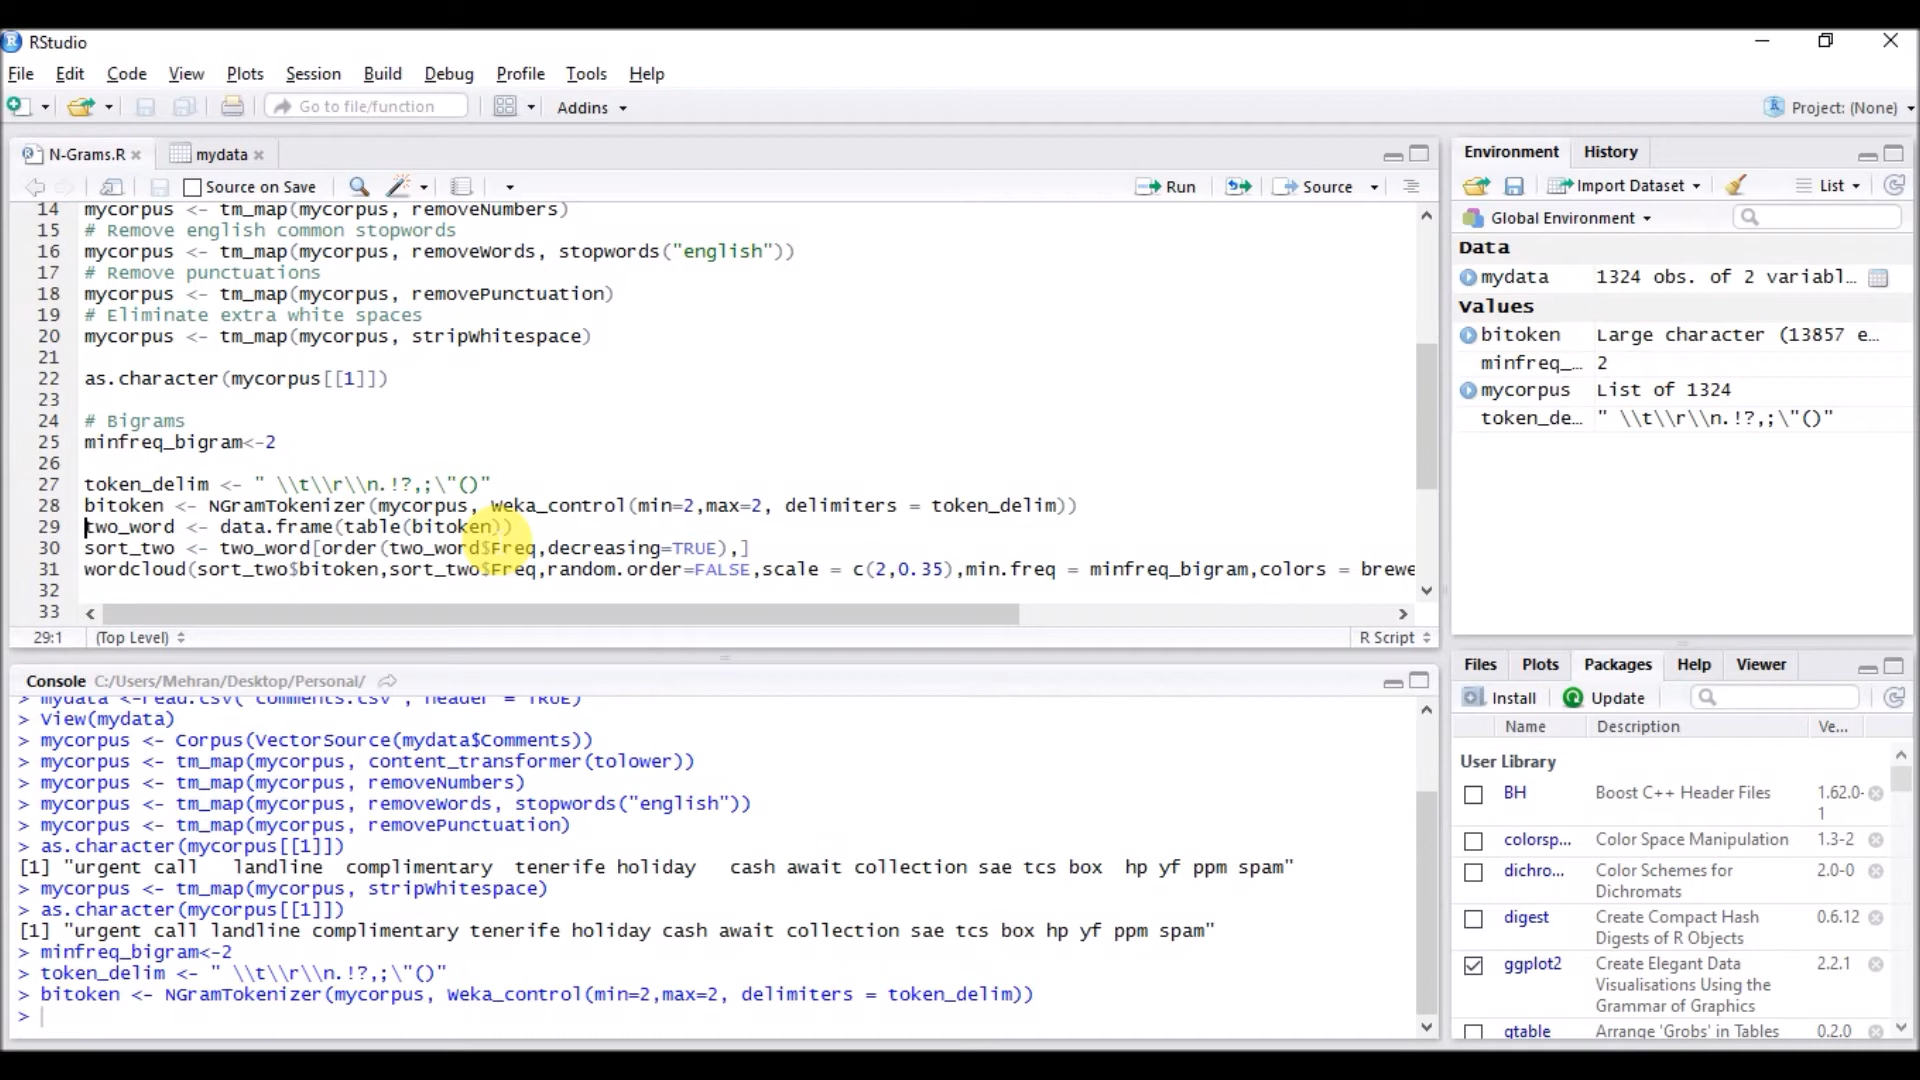 RStudio
File Edit Code View Plots Session Build Debug Profile Tools Help
Go to file/function Addins Project: (None)
N-Grams.R mydata
Source on Save Run Source
14 mycorpus <- tm_map(mycorpus, removeNumbers)
15 # Remove english common stopwords
16 mycorpus <- tm_map(mycorpus, removeWords, stopwords("english"))
17 # Remove punctuations
18 mycorpus <- tm_map(mycorpus, removePunctuation)
19 # Eliminate extra white spaces
20 mycorpus <- tm_map(mycorpus, stripWhitespace)
21
22 as.character(mycorpus[[1]])
23
24 # Bigrams
25 minfreq_bigram<-2
26
27 token_delim <- " \\t\\r\\n.!?,;\"()"
28 bitoken <- NGramTokenizer(mycorpus, Weka_control(min=2,max=2, delimiters = token_delim))
29 two_word <- data.frame(table(bitoken))
30 sort_two <- two_word[order(two_word$Freq,decreasing=TRUE),]
31 wordcloud(sort_two$bitoken,sort_two$Freq,random.order=FALSE,scale = c(2,0.35),min.freq = minfreq_bigram,colors = brewe
32
33
29:1 (Top Level) R Script
Console C:/Users/Mehran/Desktop/Personal/
> mydata <-read.csv("comments.csv", header = TRUE)
> View(mydata)
> mycorpus <- Corpus(VectorSource(mydata$Comments))
> mycorpus <- tm_map(mycorpus, content_transformer(tolower))
> mycorpus <- tm_map(mycorpus, removeNumbers)
> mycorpus <- tm_map(mycorpus, removeWords, stopwords("english"))
> mycorpus <- tm_map(mycorpus, removePunctuation)
> as.character(mycorpus[[1]])
[1] "urgent call   landline  complimentary  tenerife holiday   cash await collection sae tcs box  hp yf ppm spam"
> mycorpus <- tm_map(mycorpus, stripWhitespace)
> as.character(mycorpus[[1]])
[1] "urgent call landline complimentary tenerife holiday cash await collection sae tcs box hp yf ppm spam"
> minfreq_bigram<-2
> token_delim <- " \\t\\r\\n.!?,;\"()"
> bitoken <- NGramTokenizer(mycorpus, Weka_control(min=2,max=2, delimiters = token_delim))
>
Environment History
Import Dataset List
Global Environment
Data
mydata 1324 obs. of 2 variabl…
Values
bitoken Large character (13857 e…
minfreq_… 2
mycorpus List of 1324
token_de… " \\t\\r\\n.!?,;\"()"
Files Plots Packages Help Viewer
Install Update
Name Description Ve…
User Library
BH Boost C++ Header Files 1.62.0-1
colorsp… Color Space Manipulation 1.3-2
dichro… Color Schemes for Dichromats 2.0-0
digest Create Compact Hash Digests of R Objects 0.6.12
ggplot2 Create Elegant Data Visualisations Using the Grammar of Graphics 2.2.1
gtable Arrange 'Grobs' in Tables 0.2.0